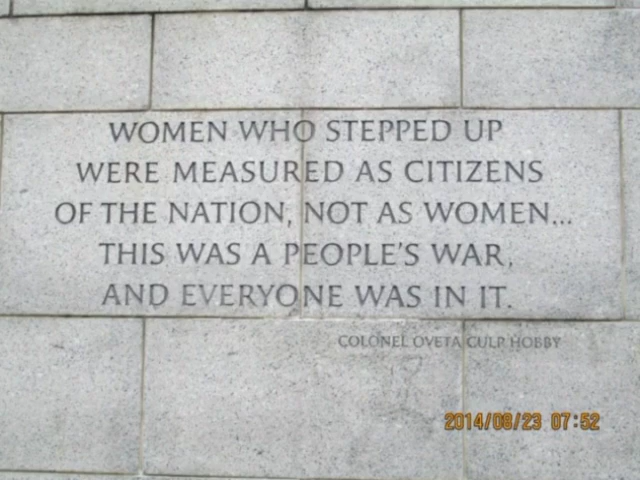 WOMEN WHO STEPPED UP
WERE MEASURED AS CITIZENS
OF THE NATION, NOT AS WOMEN...
THIS WAS A PEOPLE'S WAR,
AND EVERYONE WAS IN IT.
COLONEL OVETA CULP HOBBY
2014/08/23 07:52